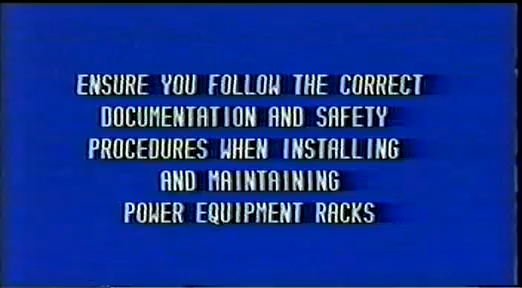 ENSURE YOU FOLLOW THE CORRECT
DOCUMENTATION AND SAFETY
PROCEDURES WHEN INSTALLING
AND MAINTAINING
POWER EQUIPMENT RACKS